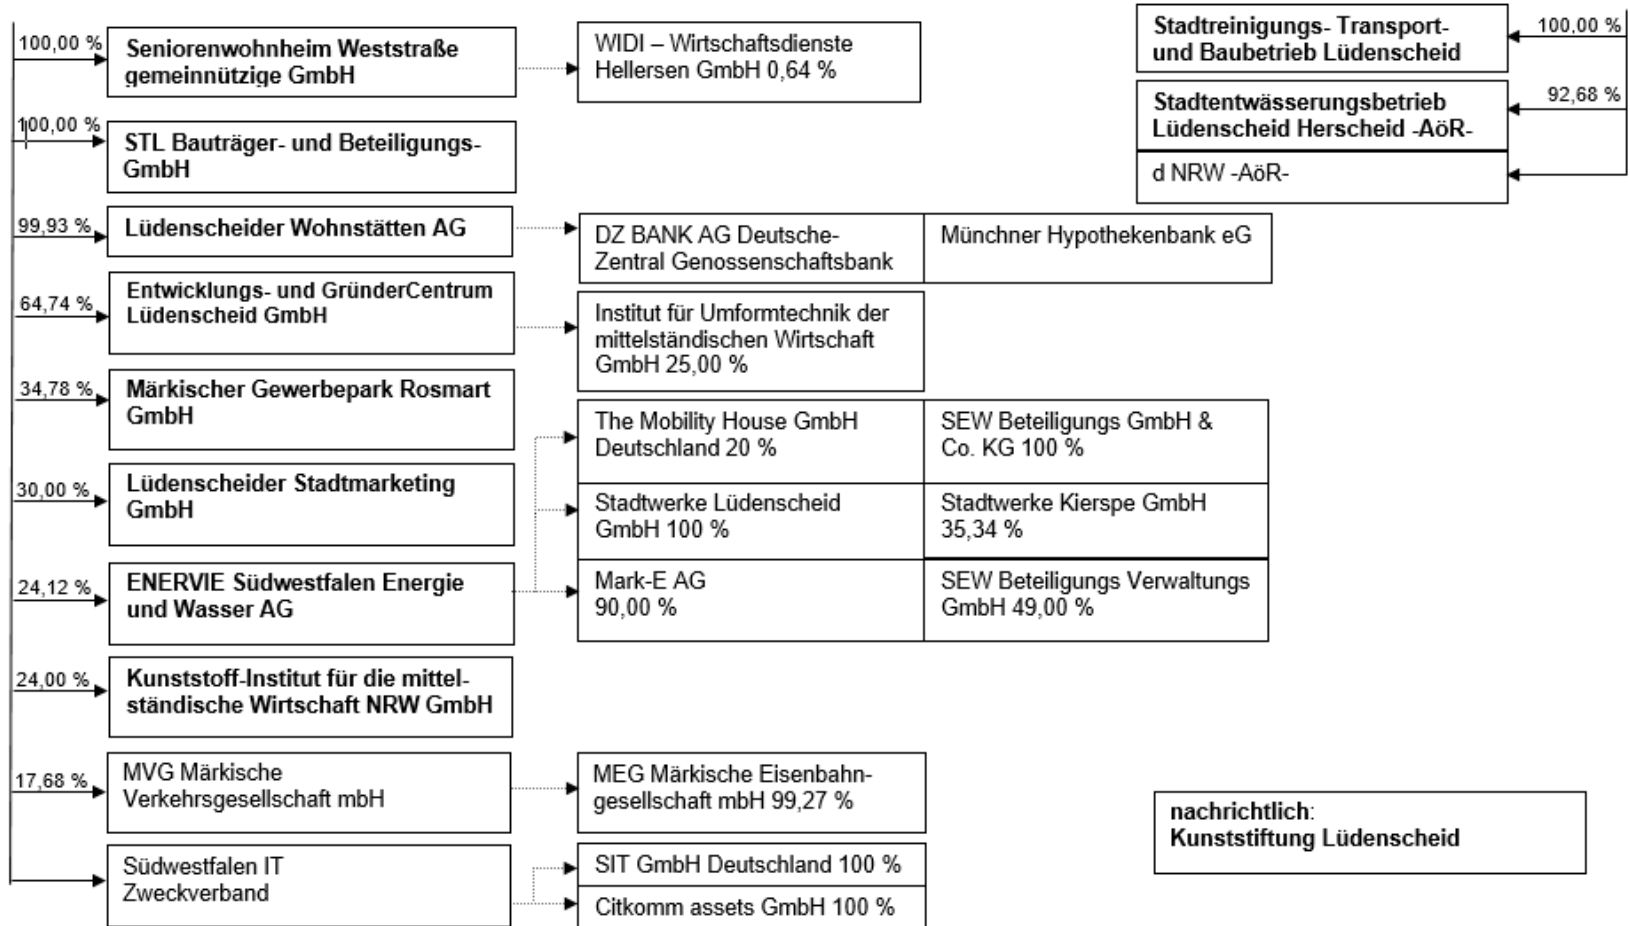 100,00 %
Seniorenwohnheim Weststraße
gemeinnützige GmbH
WIDI – Wirtschaftsdienste
Hellersen GmbH 0,64 %
100,00 %
STL Bauträger- und Beteiligungs-
GmbH
99,93 %
Lüdenscheider Wohnstätten AG
DZ BANK AG Deutsche-
Zentral Genossenschaftsbank
Münchner Hypothekenbank eG
64,74 %
Entwicklungs- und GründerCentrum
Lüdenscheid GmbH
Institut für Umformtechnik der
mittelständischen Wirtschaft
GmbH 25,00 %
34,78 %
Märkischer Gewerbepark Rosmart
GmbH
30,00 %
Lüdenscheider Stadtmarketing
GmbH
24,12 %
ENERVIE Südwestfalen Energie
und Wasser AG
The Mobility House GmbH
Deutschland 20 %
SEW Beteiligungs GmbH &
Co. KG 100 %
Stadtwerke Lüdenscheid
GmbH 100 %
Stadtwerke Kierspe GmbH
35,34 %
Mark-E AG
90,00 %
SEW Beteiligungs Verwaltungs
GmbH 49,00 %
24,00 %
Kunststoff-Institut für die mittel-
ständische Wirtschaft NRW GmbH
17,68 %
MVG Märkische
Verkehrsgesellschaft mbH
MEG Märkische Eisenbahn-
gesellschaft mbH 99,27 %
Südwestfalen IT
Zweckverband
SIT GmbH Deutschland 100 %
Citkomm assets GmbH 100 %
Stadtreinigungs- Transport-
und Baubetrieb Lüdenscheid
100,00 %
Stadtentwässerungsbetrieb
Lüdenscheid Herscheid -AöR-
92,68 %
d NRW -AöR-
nachrichtlich:
Kunststiftung Lüdenscheid